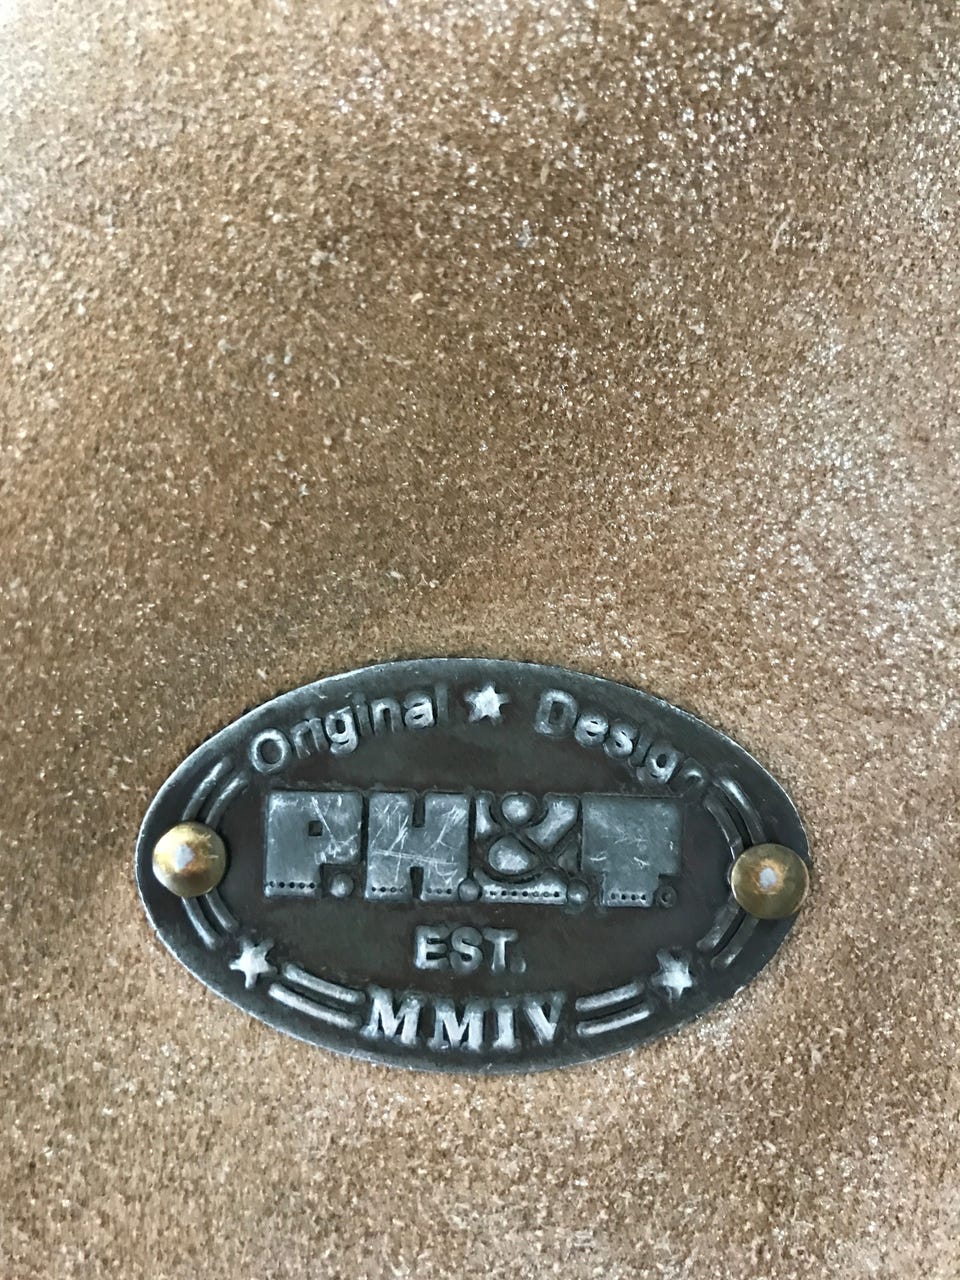 Original ★ Design
P.H.&.T.
EST.
MMIV